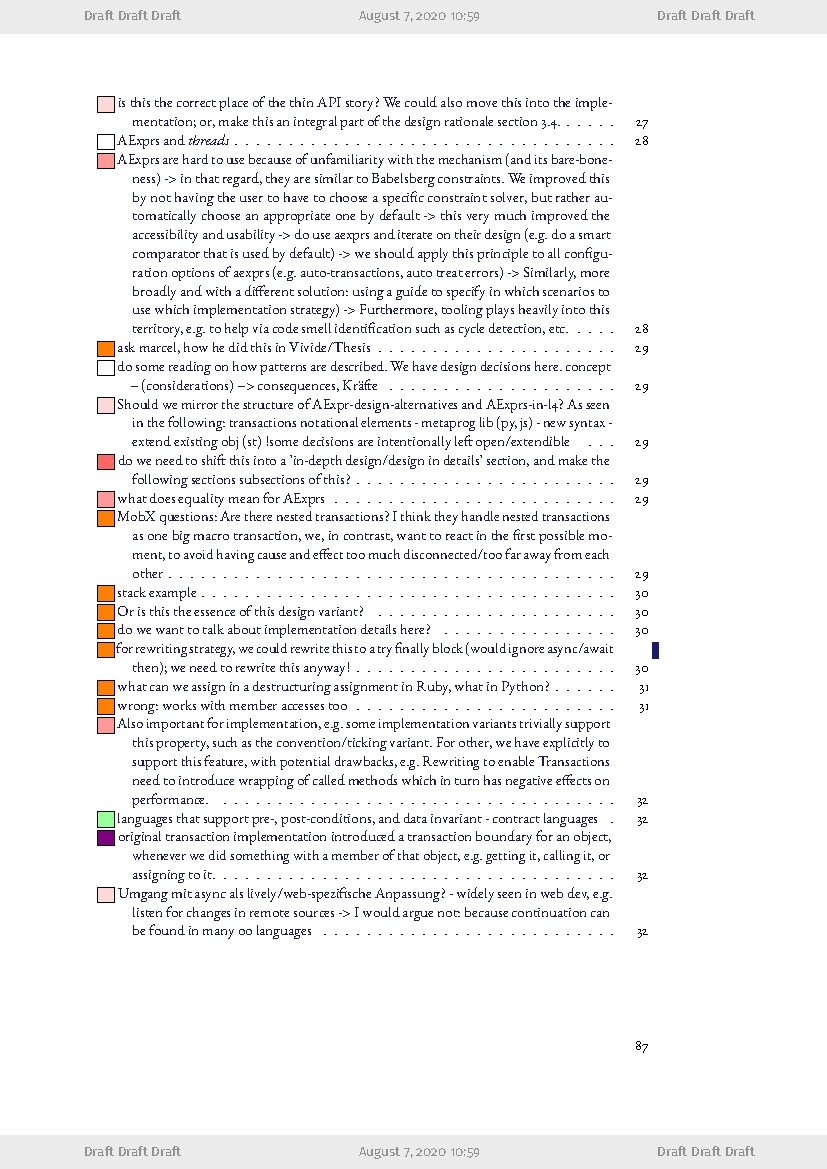 Draft Draft Draft August 7, 2020 10:59 Draft Draft Draft
is this the correct place of the thin API story? We could also move this into the imple-
mentation; or, make this an integral part of the design rationale section 3.4. . . . . . . 27
AExprs and threads . . . . . . . . . . . . . . . . . . . . . . . . . . . . . 28
AExprs are hard to use because of unfamiliarity with the mechanism (and its bare-bone-
ness) -> in that regard, they are similar to Babelsberg constraints. We improved this
by not having the user to have to choose a specific constraint solver, but rather au-
tomatically choose an appropriate one by default -> this very much improved the
accessibility and usability -> do use aexprs and iterate on their design (e.g. do a smart
comparator that is used by default) -> we should apply this principle to all configu-
ration options of aexprs (e.g. auto-transactions, auto treat errors) -> Similarly, more
broadly and with a different solution: using a guide to specify in which scenarios to
use which implementation strategy) -> Furthermore, tooling plays heavily into this
territory, e.g. to help via code smell identification such as cycle detection, etc. . . . . . 28
ask marcel, how he did this in Vivide/Thesis . . . . . . . . . . . . . . . . . . . . 29
do some reading on how patterns are described. We have design decisions here. concept
– (considerations) –> consequences, Kräfte . . . . . . . . . . . . . . . . . . . 29
Should we mirror the structure of AExpr-design-alternatives and AExprs-in-l4? As seen
in the following: transactions notational elements - metaprog lib (py, js) - new syntax -
extend existing obj (st) !some decisions are intentionally left open/extendible . . . 29
do we need to shift this into a 'in-depth design/design in details' section, and make the
following sections subsections of this? . . . . . . . . . . . . . . . . . . . . . . 29
what does equality mean for AExprs . . . . . . . . . . . . . . . . . . . . . . . . 29
MobX questions: Are there nested transactions? I think they handle nested transactions
as one big macro transaction, we, in contrast, want to react in the first possible mo-
ment, to avoid having cause and effect too much disconnected/too far away from each
other . . . . . . . . . . . . . . . . . . . . . . . . . . . . . . . . . . . . 29
stack example . . . . . . . . . . . . . . . . . . . . . . . . . . . . . . . . . 30
Or is this the essence of this design variant? . . . . . . . . . . . . . . . . . . . . 30
do we want to talk about implementation details here? . . . . . . . . . . . . . . . 30
for rewriting strategy, we could rewrite this to a try finally block (would ignore async/await
then); we need to rewrite this anyway! . . . . . . . . . . . . . . . . . . . . . . 30
what can we assign in a destructuring assignment in Ruby, what in Python? . . . . . . 31
wrong: works with member accesses too . . . . . . . . . . . . . . . . . . . . . . 31
Also important for implementation, e.g. some implementation variants trivially support
this property, such as the convention/ticking variant. For other, we have explicitly to
support this feature, with potential drawbacks, e.g. Rewriting to enable Transactions
need to introduce wrapping of called methods which in turn has negative effects on
performance. . . . . . . . . . . . . . . . . . . . . . . . . . . . . . . . . . 32
languages that support pre-, post-conditions, and data invariant - contract languages . 32
original transaction implementation introduced a transaction boundary for an object,
whenever we did something with a member of that object, e.g. getting it, calling it, or
assigning to it. . . . . . . . . . . . . . . . . . . . . . . . . . . . . . . . . 32
Umgang mit async als lively/web-spezifische Anpassung? - widely seen in web dev, e.g.
listen for changes in remote sources -> I would argue not: because continuation can
be found in many oo languages . . . . . . . . . . . . . . . . . . . . . . . . . 32
87
Draft Draft Draft August 7, 2020 10:59 Draft Draft Draft